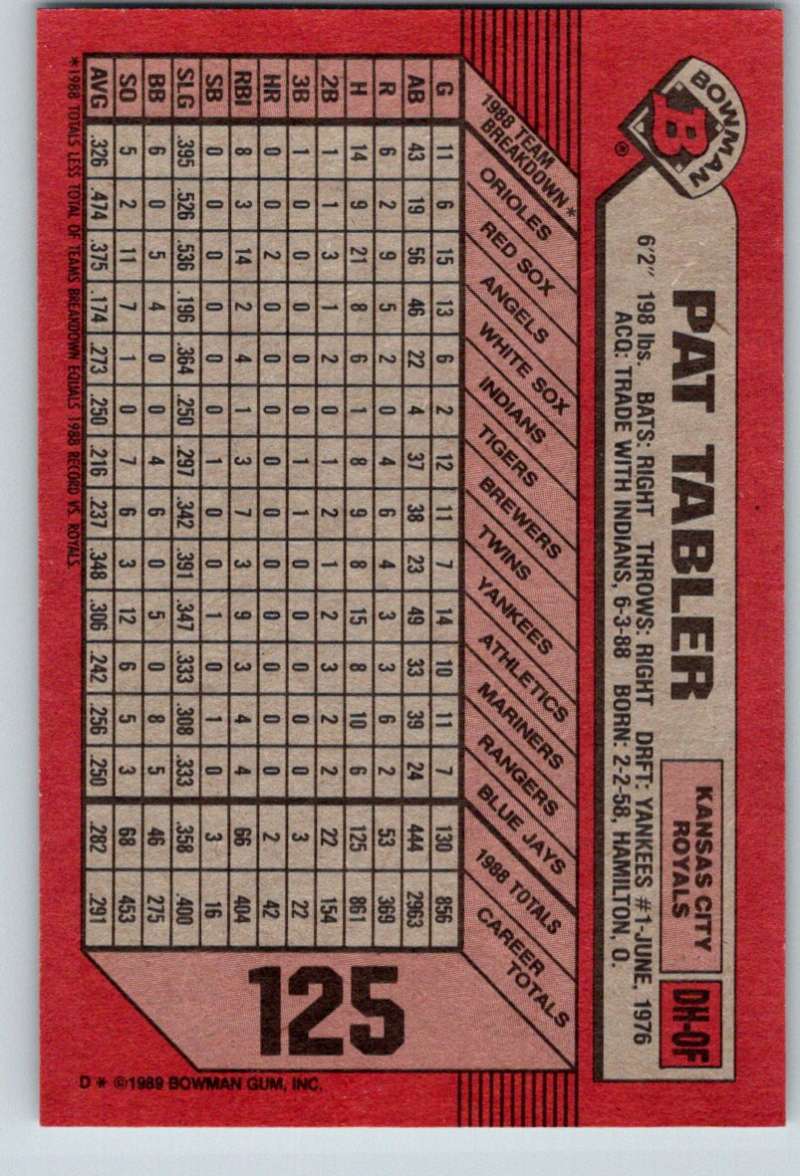 BOWMAN
B
®
PAT TABLER
KANSAS CITY
ROYALS
DH-OF
6'2" 198 lbs. BATS: RIGHT THROWS: RIGHT DRFT: YANKEES #1-JUNE, 1976
ACQ: TRADE WITH INDIANS, 6-3-88 BORN: 2-2-58, HAMILTON, O.
1988 TEAM
BREAKDOWN*
ORIOLES
RED SOX
ANGELS
WHITE SOX
INDIANS
TIGERS
BREWERS
TWINS
YANKEES
ATHLETICS
MARINERS
RANGERS
BLUE JAYS
1988 TOTALS
CAREER
TOTALS
G 11 6 15 13 6 2 12 11 7 14 10 11 7 130 856
AB 43 19 56 46 22 4 37 38 23 49 33 39 24 444 2963
R 6 2 9 5 2 0 4 6 4 3 3 6 2 53 369
H 14 9 21 8 6 1 8 9 8 15 8 10 6 125 861
2B 1 1 3 1 2 0 1 2 1 2 3 2 2 22 154
3B 1 0 0 0 0 0 1 1 0 0 0 0 0 3 22
HR 0 0 2 0 0 0 0 0 0 0 0 0 0 2 42
RBI 8 3 14 2 4 1 3 7 3 9 3 4 4 66 404
SB 0 0 0 0 0 0 1 0 0 1 0 1 0 3 16
SLG .395 .526 .536 .196 .364 .250 .297 .342 .391 .347 .333 .308 .333 .358 .400
BB 6 0 5 4 0 0 4 6 0 5 0 8 5 46 275
SO 5 2 11 7 1 0 7 6 3 12 6 5 3 68 453
AVG .326 .474 .375 .174 .273 .250 .216 .237 .348 .306 .242 .256 .250 .282 .291
*1988 TOTALS LESS TOTAL OF TEAMS BREAKDOWN EQUALS 1988 RECORD VS. ROYALS.
125
D * ©1989 BOWMAN GUM, INC.